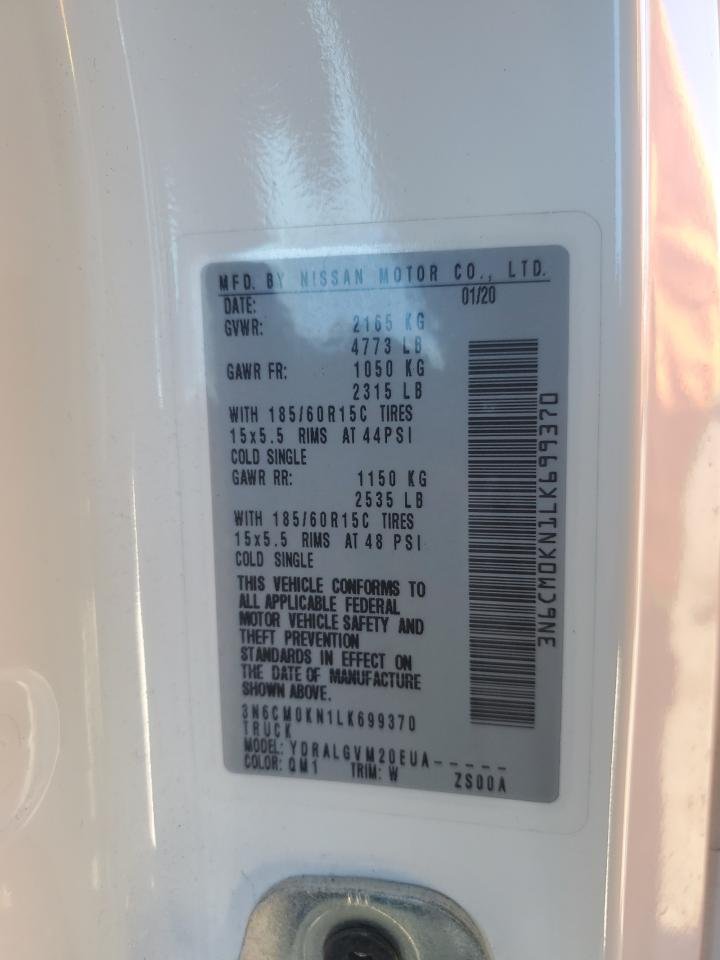 MFD. BY NISSAN MOTOR CO., LTD.
DATE: 01/20
GVWR: 2165 KG
4773 LB
GAWR FR: 1050 KG
2315 LB
WITH 185/60R15C TIRES
15x5.5 RIMS AT 44PSI
COLD SINGLE
GAWR RR: 1150 KG
2535 LB
WITH 185/60R15C TIRES
15x5.5 RIMS AT 48 PSI
COLD SINGLE
THIS VEHICLE CONFORMS TO
ALL APPLICABLE FEDERAL
MOTOR VEHICLE SAFETY AND
THEFT PREVENTION
STANDARDS IN EFFECT ON
THE DATE OF MANUFACTURE
SHOWN ABOVE.
3N6CM0KN1LK699370
TRUCK
MODEL: YDRALGVM20EUA-----
COLOR: QM1 TRIM: W ZS00A
3N6CM0KN1LK699370